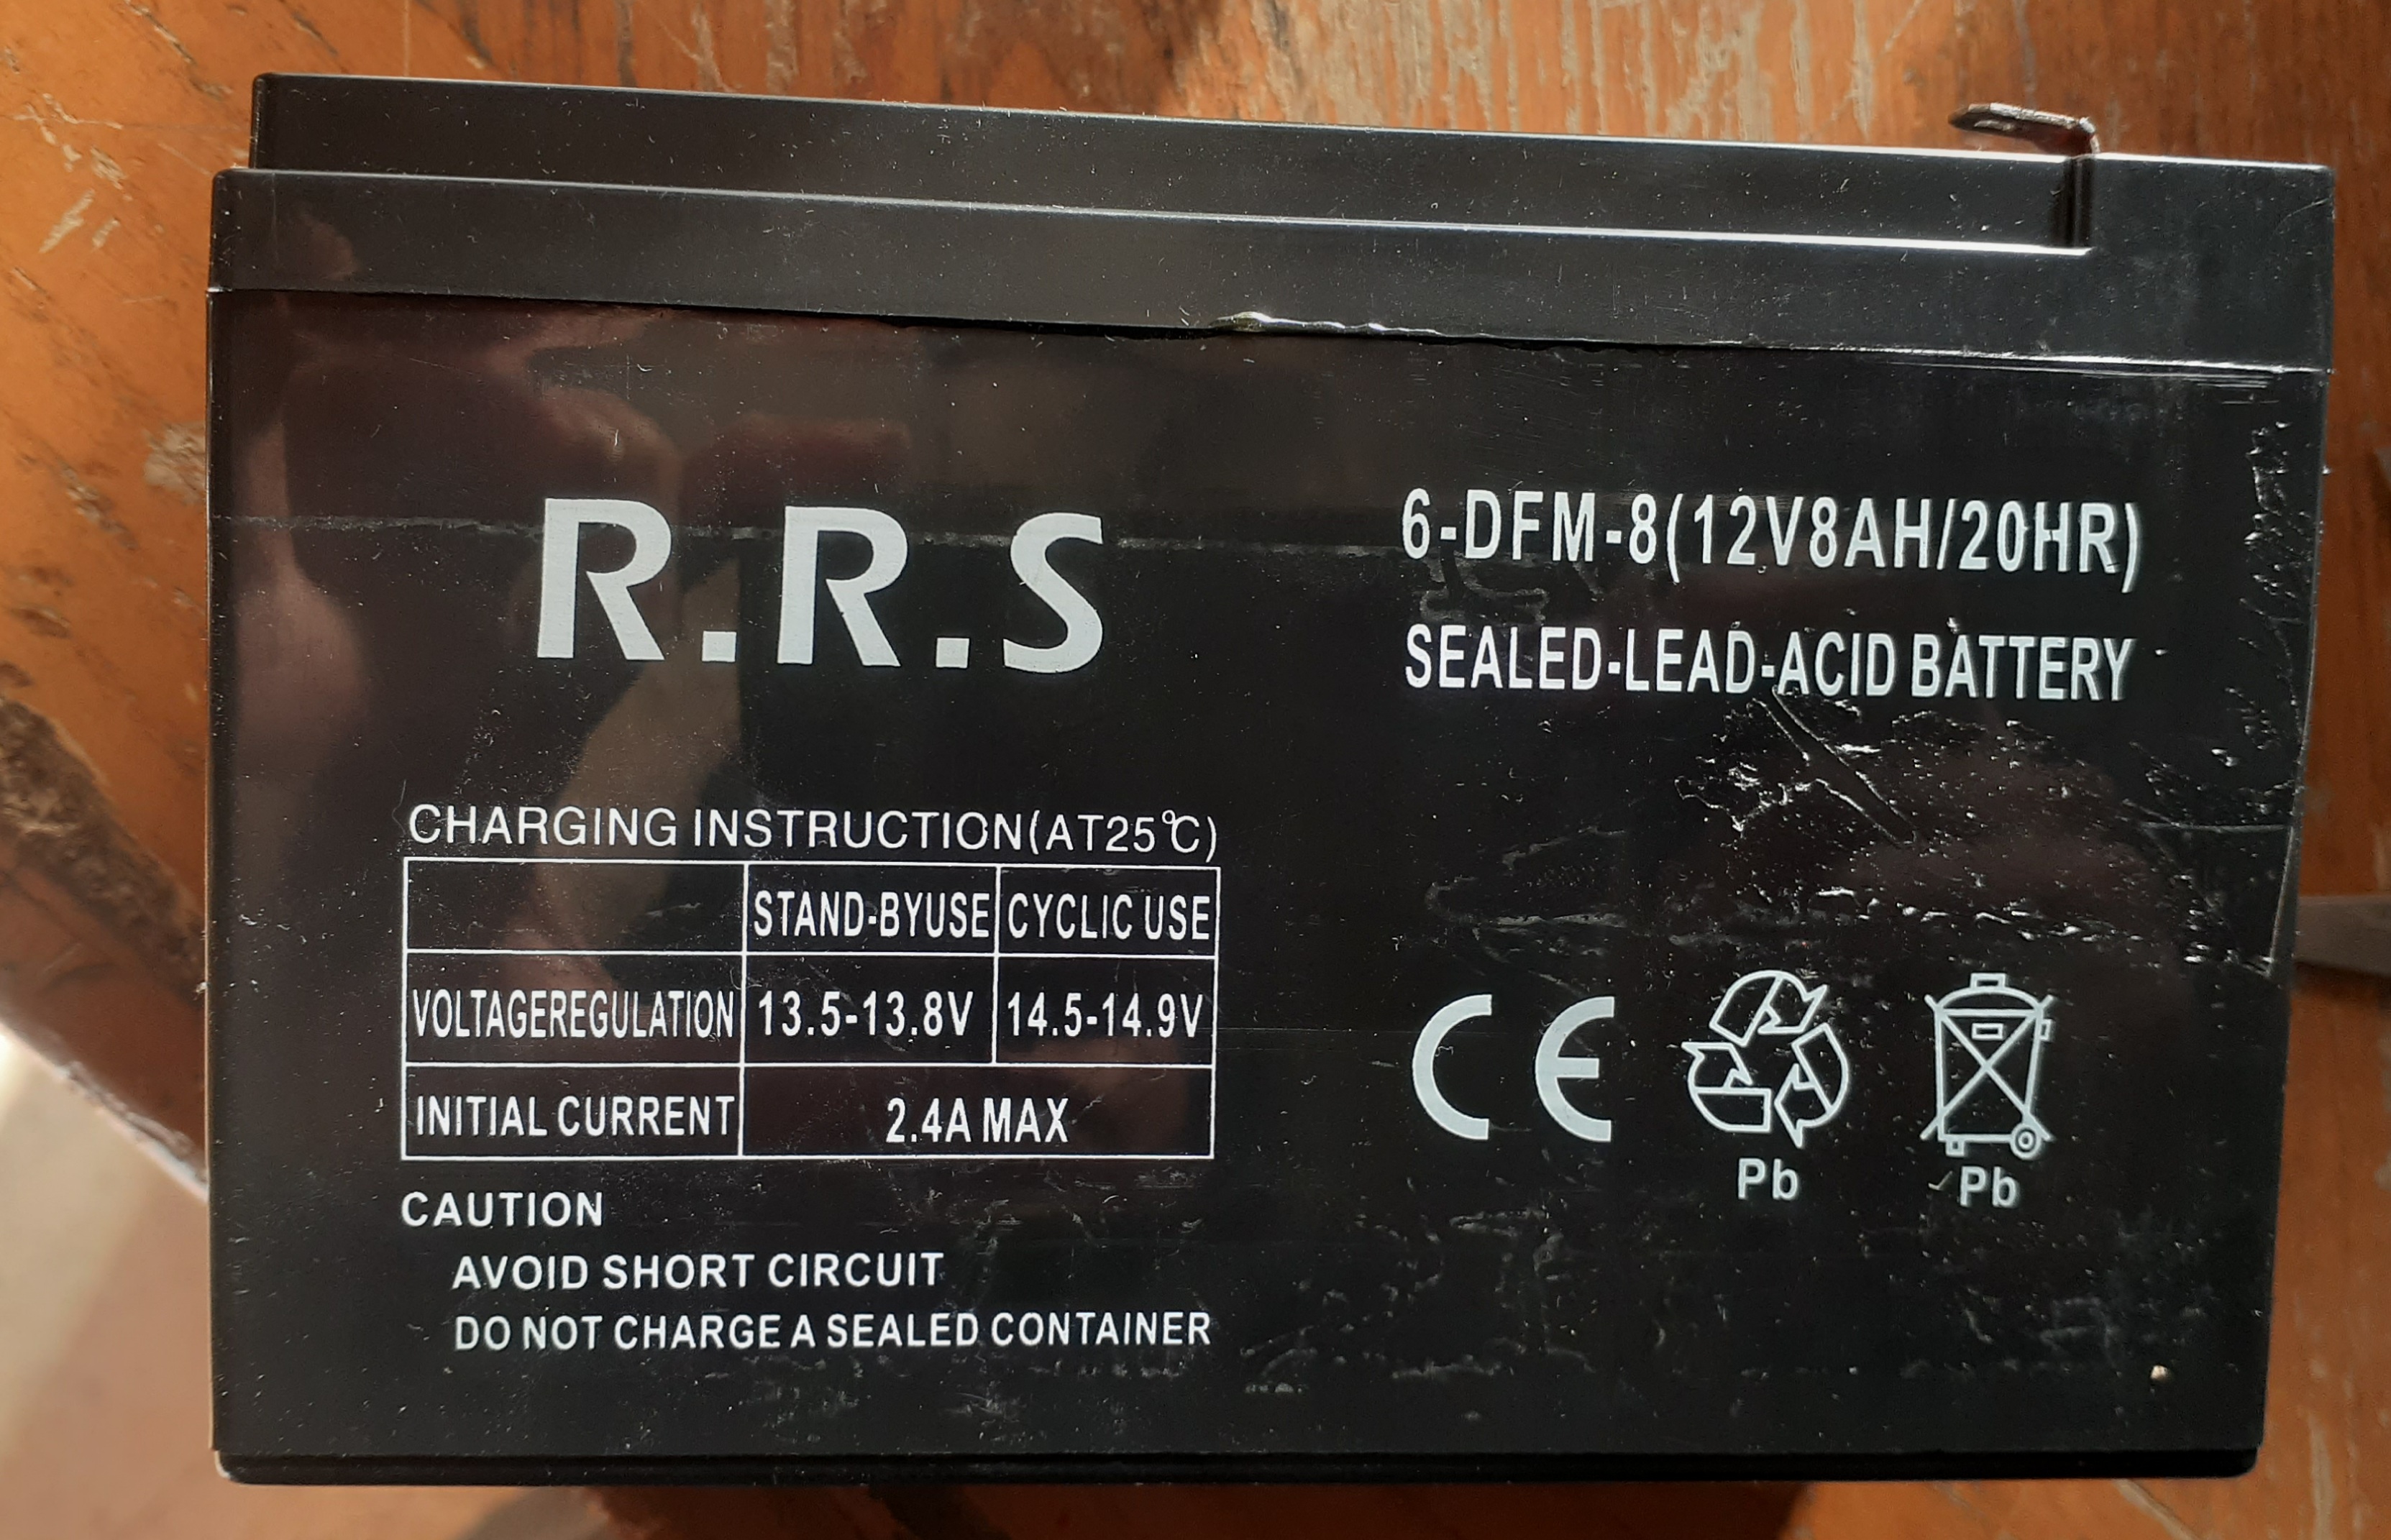 R.R.S
6-DFM-8(12V8AH/20HR)
SEALED-LEAD-ACID BATTERY
CHARGING INSTRUCTION(AT25℃)
STAND-BYUSE CYCLIC USE
VOLTAGEREGULATION 13.5-13.8V 14.5-14.9V
INITIAL CURRENT 2.4A MAX
CAUTION
AVOID SHORT CIRCUIT
DO NOT CHARGE A SEALED CONTAINER
CE
Pb Pb